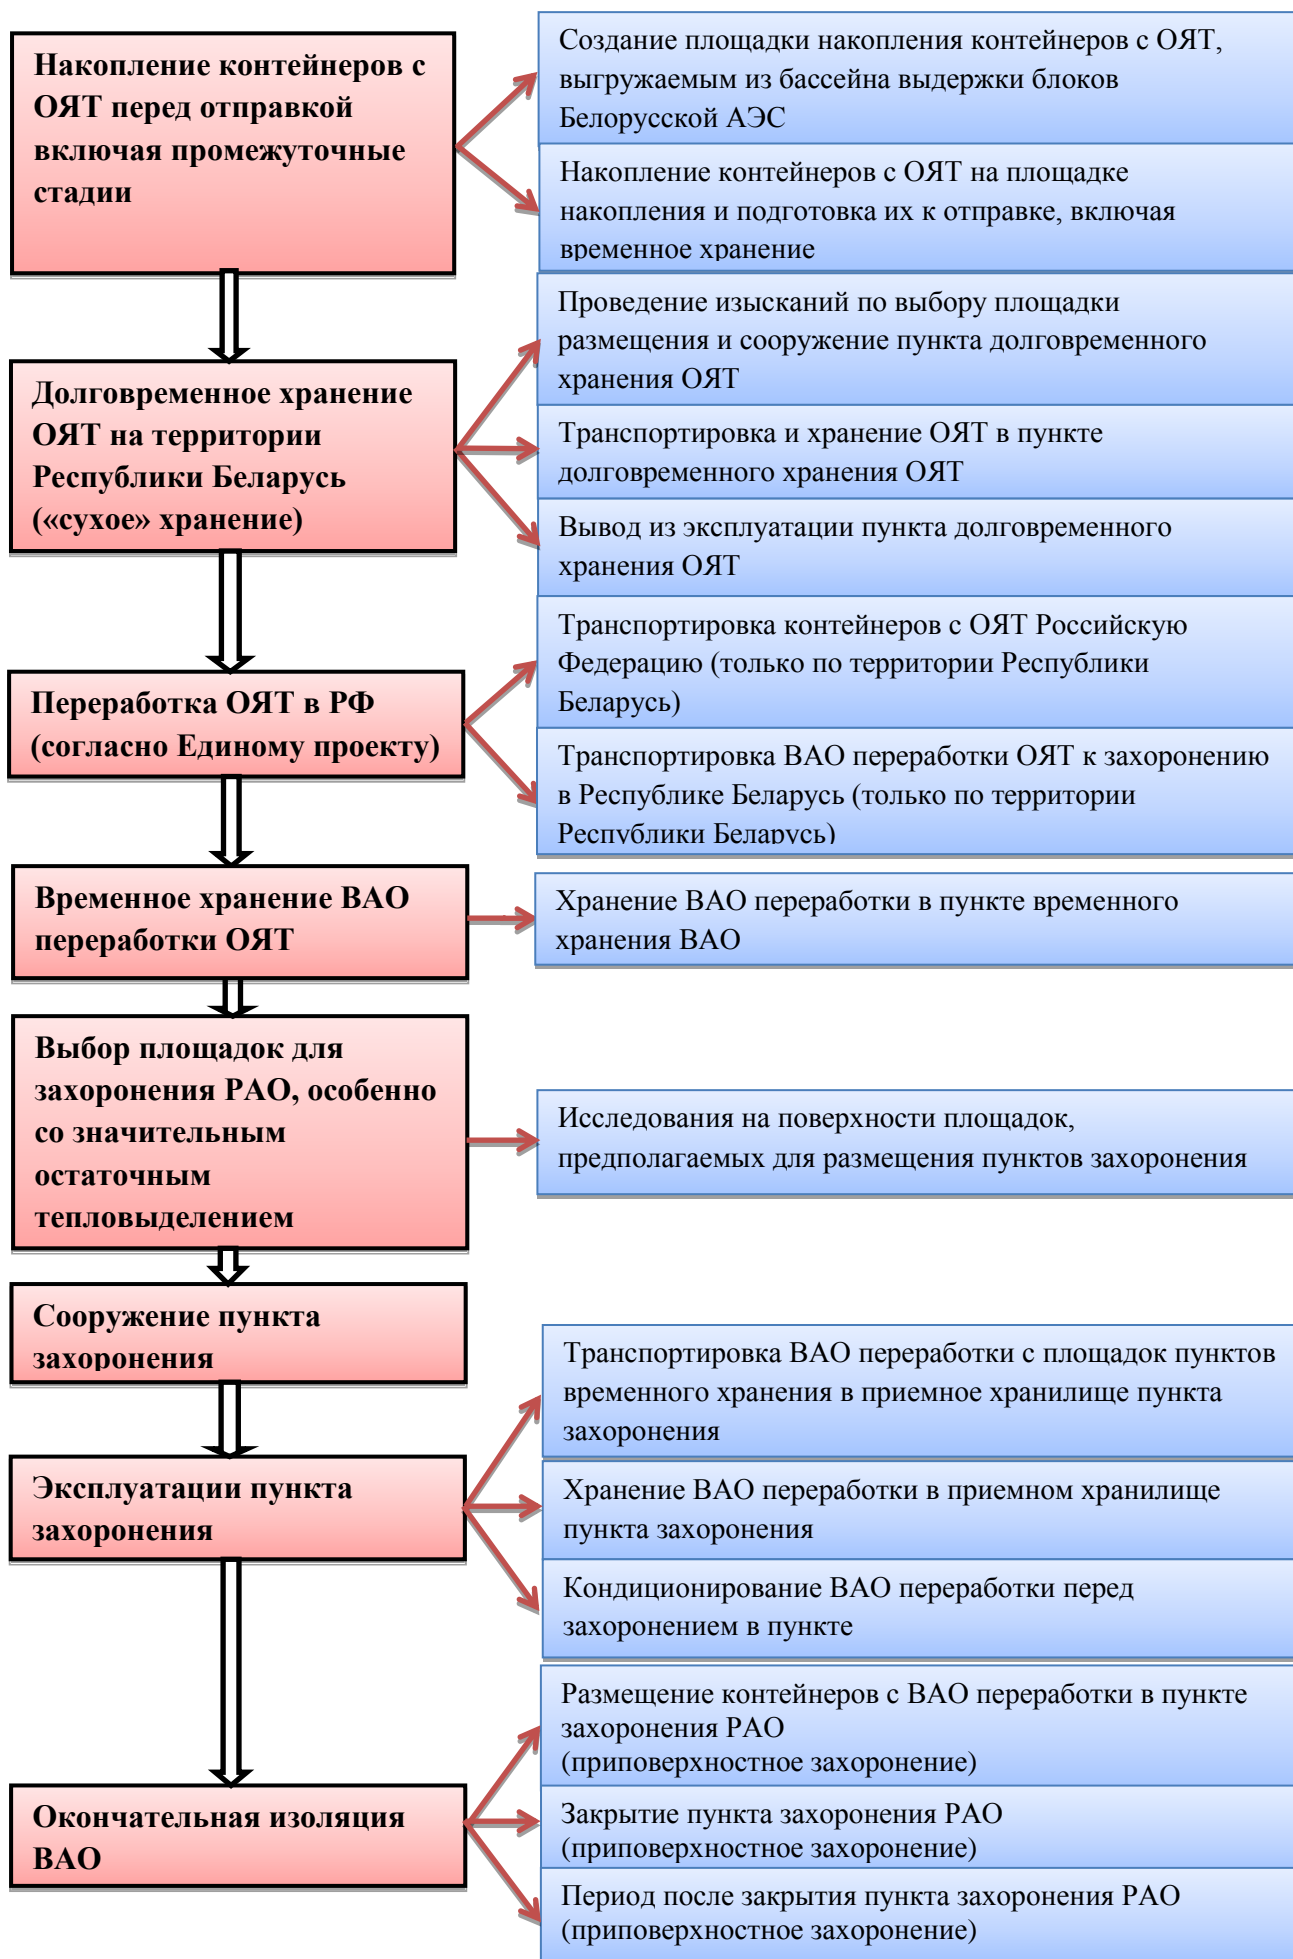 Накопление контейнеров с
ОЯТ перед отправкой
включая промежуточные
стадии
Создание площадки накопления контейнеров с ОЯТ,
выгружаемым из бассейна выдержки блоков
Белорусской АЭС
Накопление контейнеров с ОЯТ на площадке
накопления и подготовка их к отправке, включая
временное хранение
Долговременное хранение
ОЯТ на территории
Республики Беларусь
(«сухое» хранение)
Проведение изысканий по выбору площадки
размещения и сооружение пункта долговременного
хранения ОЯТ
Транспортировка и хранение ОЯТ в пункте
долговременного хранения ОЯТ
Вывод из эксплуатации пункта долговременного
хранения ОЯТ
Переработка ОЯТ в РФ
(согласно Единому проекту)
Транспортировка контейнеров с ОЯТ Российскую
Федерацию (только по территории Республики
Беларусь)
Транспортировка ВАО переработки ОЯТ к захоронению
в Республике Беларусь (только по территории
Республики Беларусь)
Временное хранение ВАО
переработки ОЯТ
Хранение ВАО переработки в пункте временного
хранения ВАО
Выбор площадок для
захоронения РАО, особенно
со значительным
остаточным
тепловыделением
Исследования на поверхности площадок,
предполагаемых для размещения пунктов захоронения
Сооружение пункта
захоронения
Эксплуатации пункта
захоронения
Транспортировка ВАО переработки с площадок пунктов
временного хранения в приемное хранилище пункта
захоронения
Хранение ВАО переработки в приемном хранилище
пункта захоронения
Кондиционирование ВАО переработки перед
захоронением в пункте
Окончательная изоляция
ВАО
Размещение контейнеров с ВАО переработки в пункте
захоронения РАО
(приповерхностное захоронение)
Закрытие пункта захоронения РАО
(приповерхностное захоронение)
Период после закрытия пункта захоронения РАО
(приповерхностное захоронение)